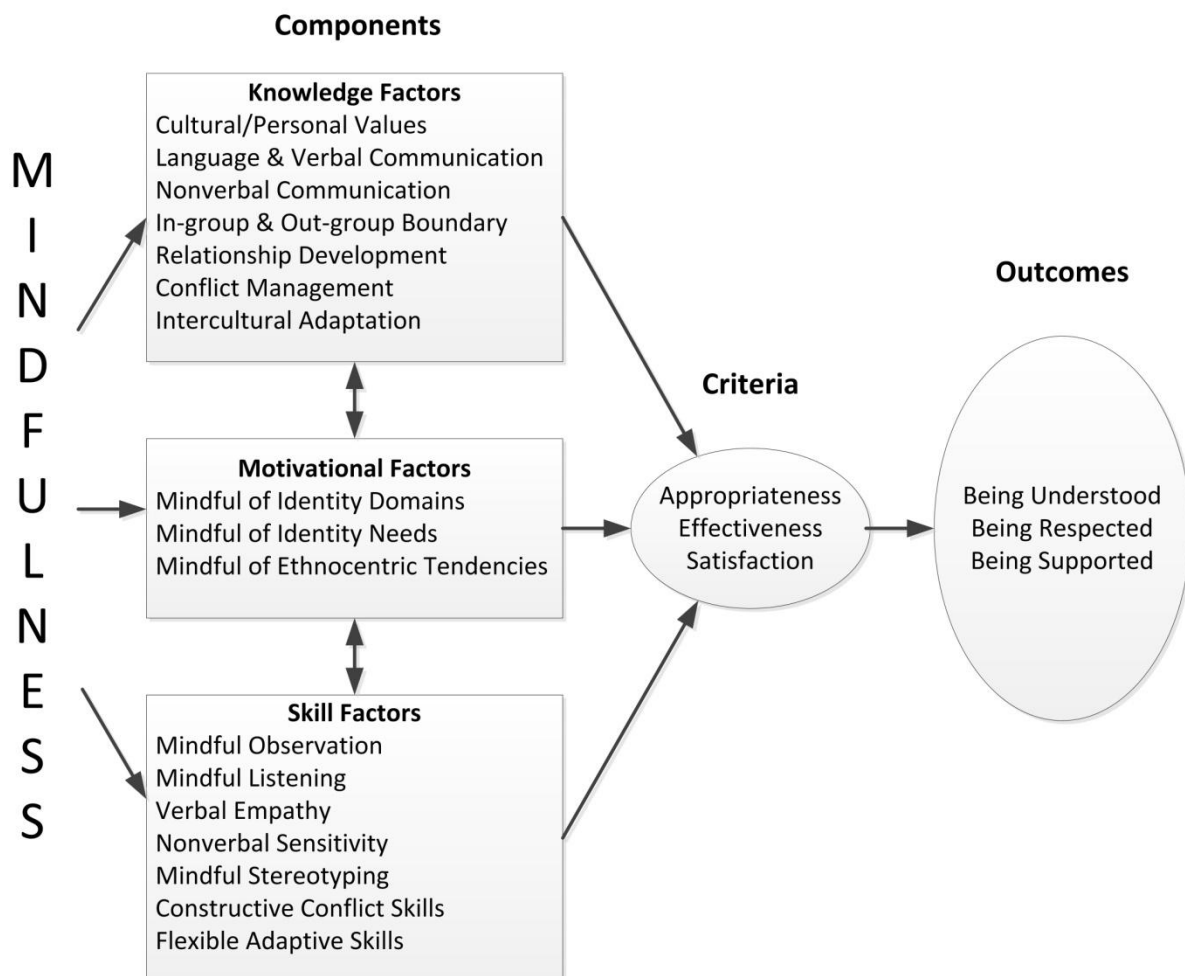 Components
MINDFULNESS
Knowledge Factors
Cultural/Personal Values
Language & Verbal Communication
Nonverbal Communication
In-group & Out-group Boundary
Relationship Development
Conflict Management
Intercultural Adaptation
Motivational Factors
Mindful of Identity Domains
Mindful of Identity Needs
Mindful of Ethnocentric Tendencies
Skill Factors
Mindful Observation
Mindful Listening
Verbal Empathy
Nonverbal Sensitivity
Mindful Stereotyping
Constructive Conflict Skills
Flexible Adaptive Skills
Criteria
Appropriateness
Effectiveness
Satisfaction
Outcomes
Being Understood
Being Respected
Being Supported